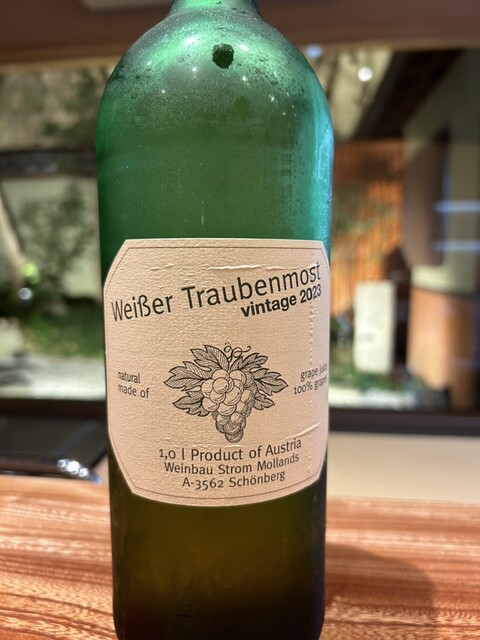 Weißer Traubenmost
vintage 2023
natural
made of
grape juice
100% grapes
1,0 l Product of Austria
Weinbau Strom Mollands
A-3562 Schönberg